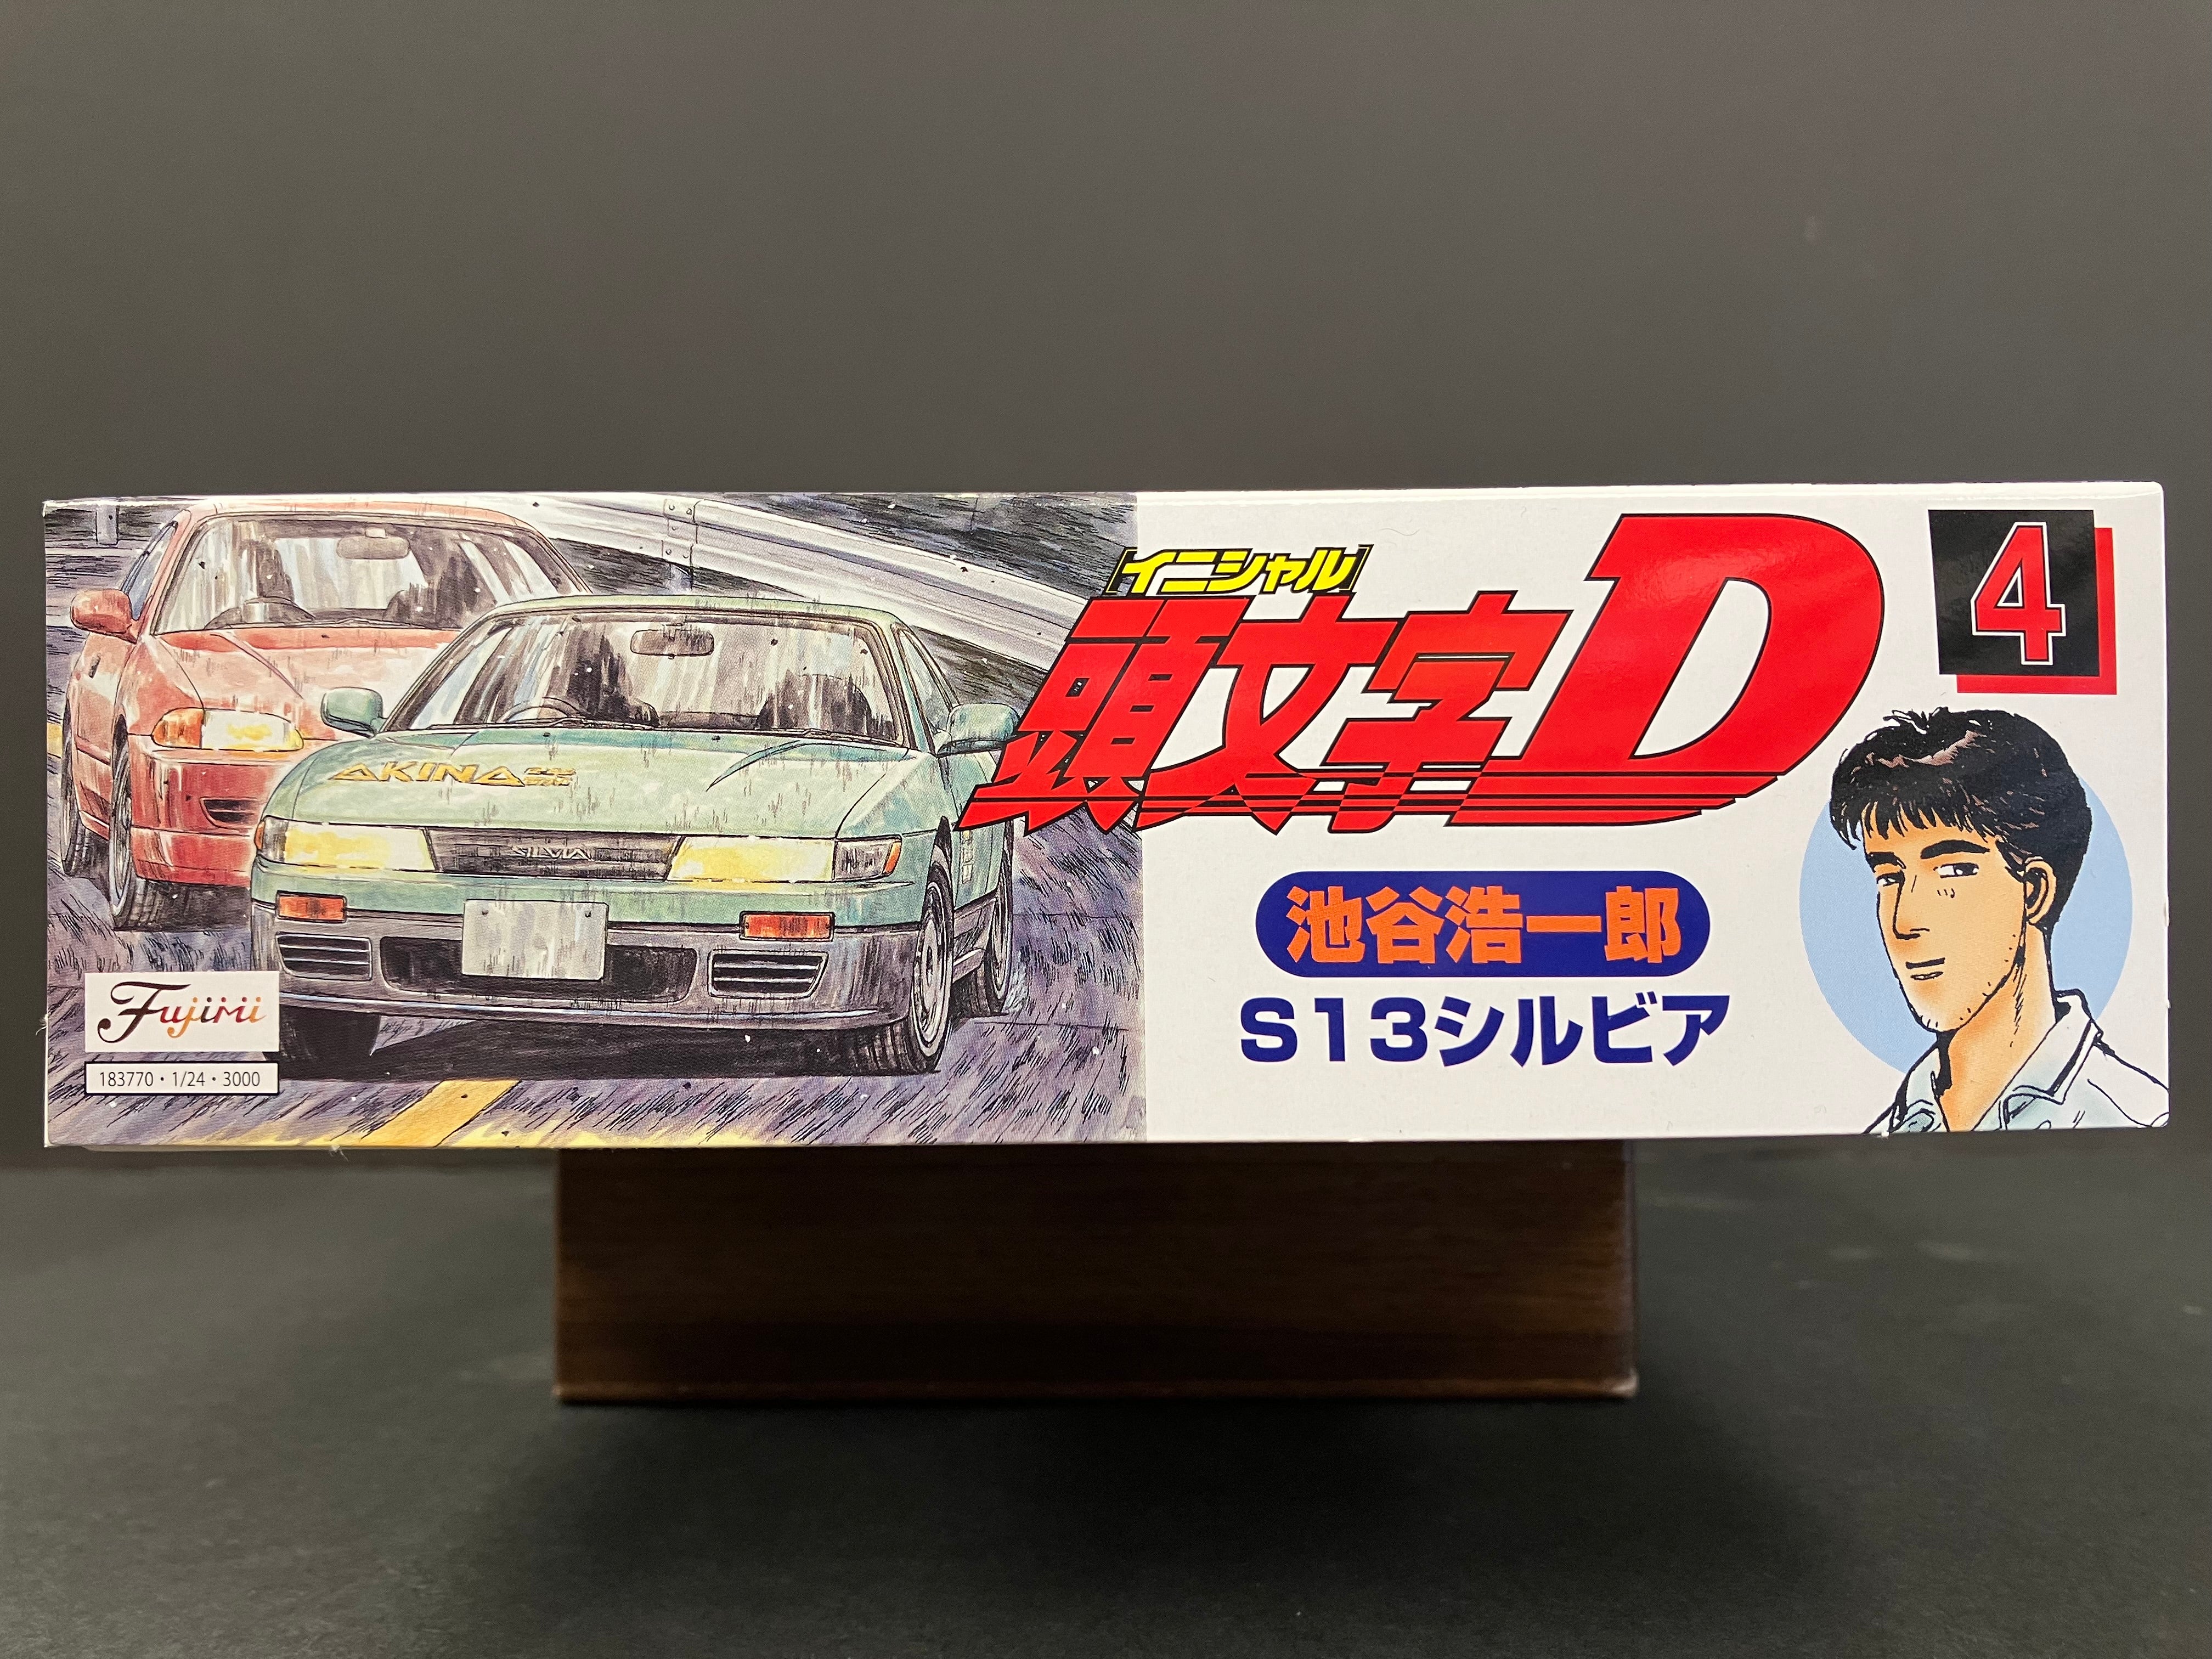 イニシャル
頭文字D
4
池谷浩一郎
S13シルビア
AKINA
SILVIA
Fujimi
183770・1/24・3000